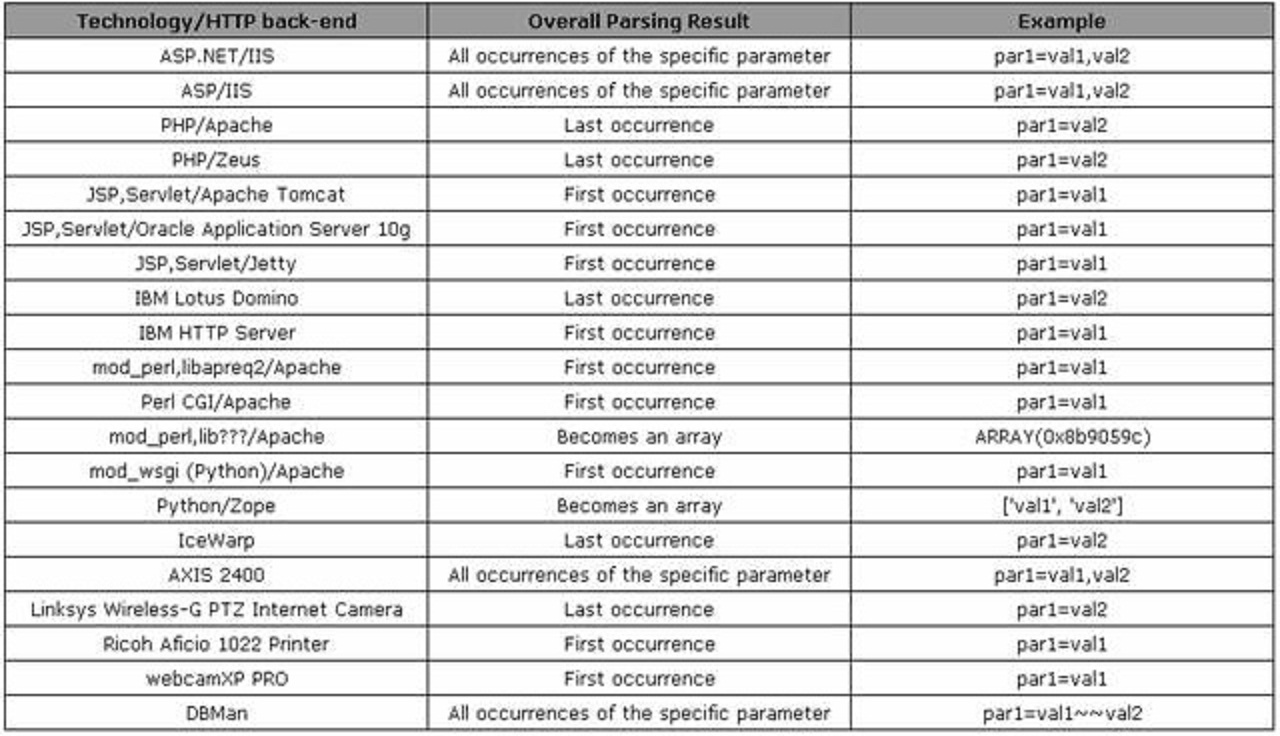 Technology/HTTP back-end Overall Parsing Result Example
ASP.NET/IIS All occurrences of the specific parameter par1=val1,val2
ASP/IIS All occurrences of the specific parameter par1=val1,val2
PHP/Apache Last occurrence par1=val2
PHP/Zeus Last occurrence par1=val2
JSP,Servlet/Apache Tomcat First occurrence par1=val1
JSP,Servlet/Oracle Application Server 10g First occurrence par1=val1
JSP,Servlet/Jetty First occurrence par1=val1
IBM Lotus Domino Last occurrence par1=val2
IBM HTTP Server First occurrence par1=val1
mod_perl,libapreq2/Apache First occurrence par1=val1
Perl CGI/Apache First occurrence par1=val1
mod_perl,lib???/Apache Becomes an array ARRAY(0x8b9059c)
mod_wsgi (Python)/Apache First occurrence par1=val1
Python/Zope Becomes an array ['val1', 'val2']
IceWarp Last occurrence par1=val2
AXIS 2400 All occurrences of the specific parameter par1=val1,val2
Linksys Wireless-G PTZ Internet Camera Last occurrence par1=val2
Ricoh Aficio 1022 Printer First occurrence par1=val1
webcamXP PRO First occurrence par1=val1
DBMan All occurrences of the specific parameter par1=val1~~val2